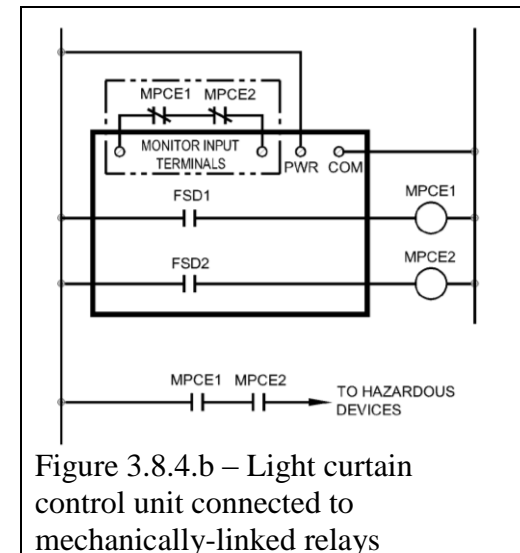 MPCE1 MPCE2
MONITOR INPUT
TERMINALS
PWR COM
FSD1
MPCE1
FSD2
MPCE2
MPCE1 MPCE2
TO HAZARDOUS
DEVICES
Figure 3.8.4.b – Light curtain
control unit connected to
mechanically-linked relays